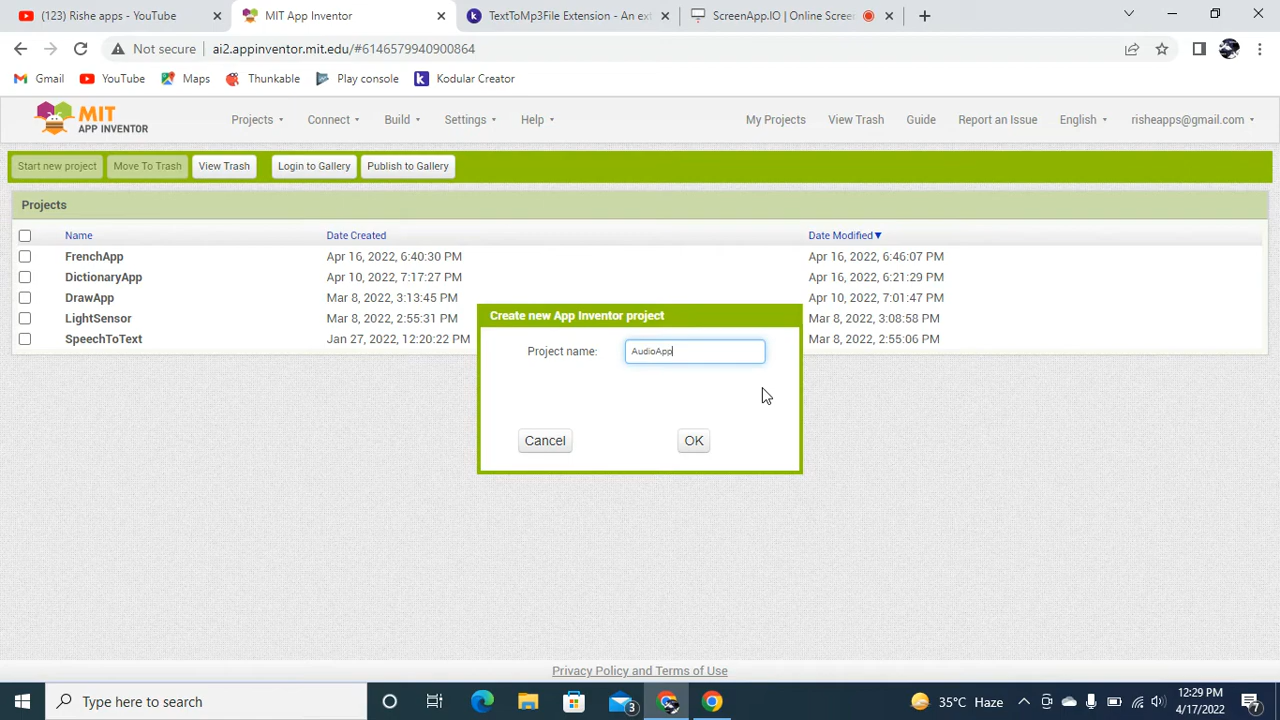 (123) Rishe apps - YouTube
MIT App Inventor
TextToMp3File Extension - An ext
ScreenApp.IO | Online Scree
Not secure
ai2.appinventor.mit.edu/#6146579940900864
Gmail
YouTube
Maps
Thunkable
Play console
Kodular Creator
MIT
APP INVENTOR
Projects
Connect
Build
Settings
Help
My Projects
View Trash
Guide
Report an Issue
English
risheapps@gmail.com
Start new project
Move To Trash
View Trash
Login to Gallery
Publish to Gallery
Projects
Name Date Created Date Modified▼
FrenchApp Apr 16, 2022, 6:40:30 PM Apr 16, 2022, 6:46:07 PM
DictionaryApp Apr 10, 2022, 7:17:27 PM Apr 16, 2022, 6:21:29 PM
DrawApp Mar 8, 2022, 3:13:45 PM Apr 10, 2022, 7:01:47 PM
LightSensor Mar 8, 2022, 2:55:31 PM Mar 8, 2022, 3:08:58 PM
SpeechToText Jan 27, 2022, 12:20:22 PM Mar 8, 2022, 2:55:06 PM
Create new App Inventor project
Project name: AudioApp
Cancel
OK
Privacy Policy and Terms of Use
Type here to search
3
35°C Haze
12:29 PM
4/17/2022
7